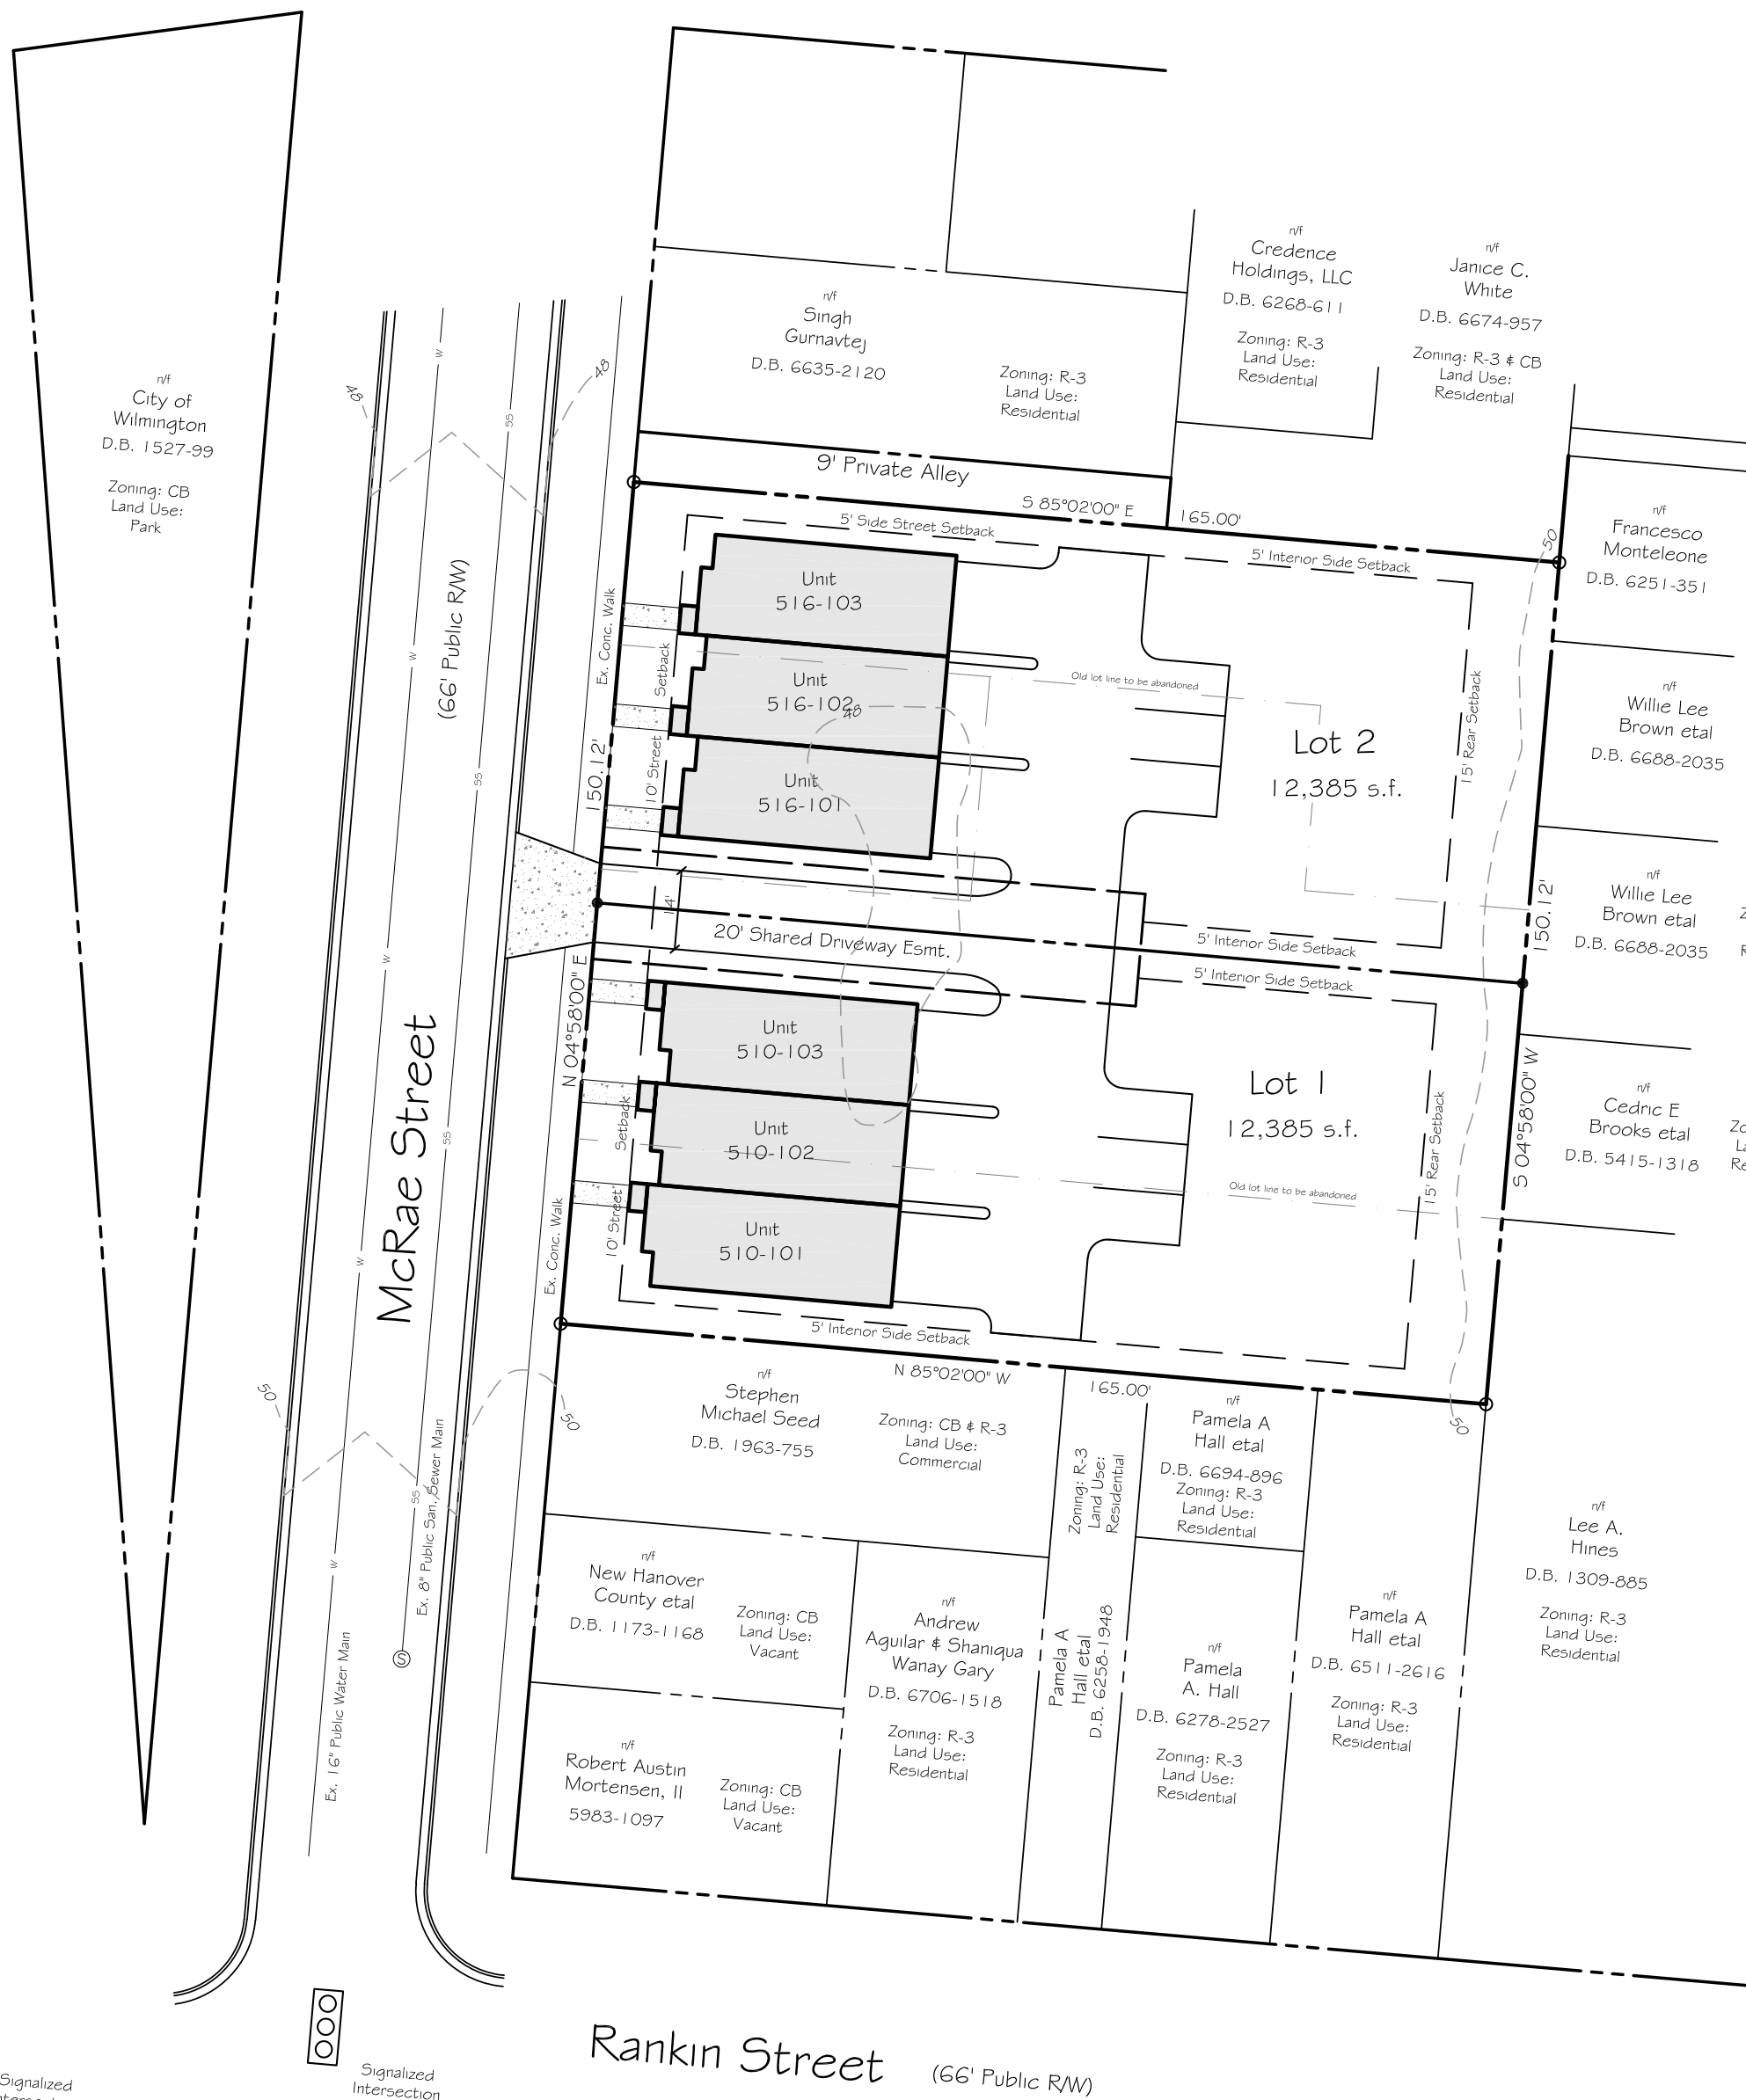 n/f
City of
Wilmington
D.B. 1527-99
Zoning: CB
Land Use:
Park
48
48
n/f
Singh
Gurnavtej
D.B. 6635-2120
Zoning: R-3
Land Use:
Residential
n/f
Credence
Holdings, LLC
D.B. 6268-611
Zoning: R-3
Land Use:
Residential
n/f
Janice C.
White
D.B. 6674-957
Zoning: R-3 & CB
Land Use:
Residential
9' Private Alley
S 85°02'00" E
165.00'
5' Side Street Setback
5' Interior Side Setback
50
n/f
Francesco
Monteleone
D.B. 6251-351
n/f
Willie Lee
Brown etal
D.B. 6688-2035
n/f
Willie Lee
Brown etal
D.B. 6688-2035
n/f
Cedric E
Brooks etal
D.B. 5415-1318
W
SS
W
SS
W
SS
W
SS
W
(66' Public R/W)
McRae Street
Ex. Conc. Walk
150.12'
N 04°58'00" E
Ex. Conc. Walk
10' Street
Setback
10' Street
Setback
Unit
516-103
Unit
516-102
48
Unit
516-101
Old lot line to be abandoned
Lot 2
12,385 s.f.
15' Rear Setback
14'
20' Shared Driveway Esmt.
5' Interior Side Setback
5' Interior Side Setback
150.12'
S 04°58'00" W
Unit
510-103
Unit
510-102
Unit
510-101
Lot 1
12,385 s.f.
Old lot line to be abandoned
15' Rear Setback
5' Interior Side Setback
N 85°02'00" W
165.00'
50
50
50
Ex. 8" Public San. Sewer Main
Ex. 16" Public Water Main
S
n/f
Stephen
Michael Seed
D.B. 1963-755
Zoning: CB & R-3
Land Use:
Commercial
Zoning: R-3
Land Use:
Residential
Pamela A
Hall etal
D.B. 6258-1948
n/f
Pamela A
Hall etal
D.B. 6694-896
Zoning: R-3
Land Use:
Residential
n/f
Lee A.
Hines
D.B. 1309-885
Zoning: R-3
Land Use:
Residential
n/f
New Hanover
County etal
D.B. 1173-1168
Zoning: CB
Land Use:
Vacant
n/f
Andrew
Aguilar & Shaniqua
Wanay Gary
D.B. 6706-1518
Zoning: R-3
Land Use:
Residential
n/f
Pamela
A. Hall
D.B. 6278-2527
Zoning: R-3
Land Use:
Residential
n/f
Pamela A
Hall etal
D.B. 6511-2616
Zoning: R-3
Land Use:
Residential
n/f
Robert Austin
Mortensen, II
5983-1097
Zoning: CB
Land Use:
Vacant
Signalized
Signalized
Intersection
Rankin Street
(66' Public R/W)